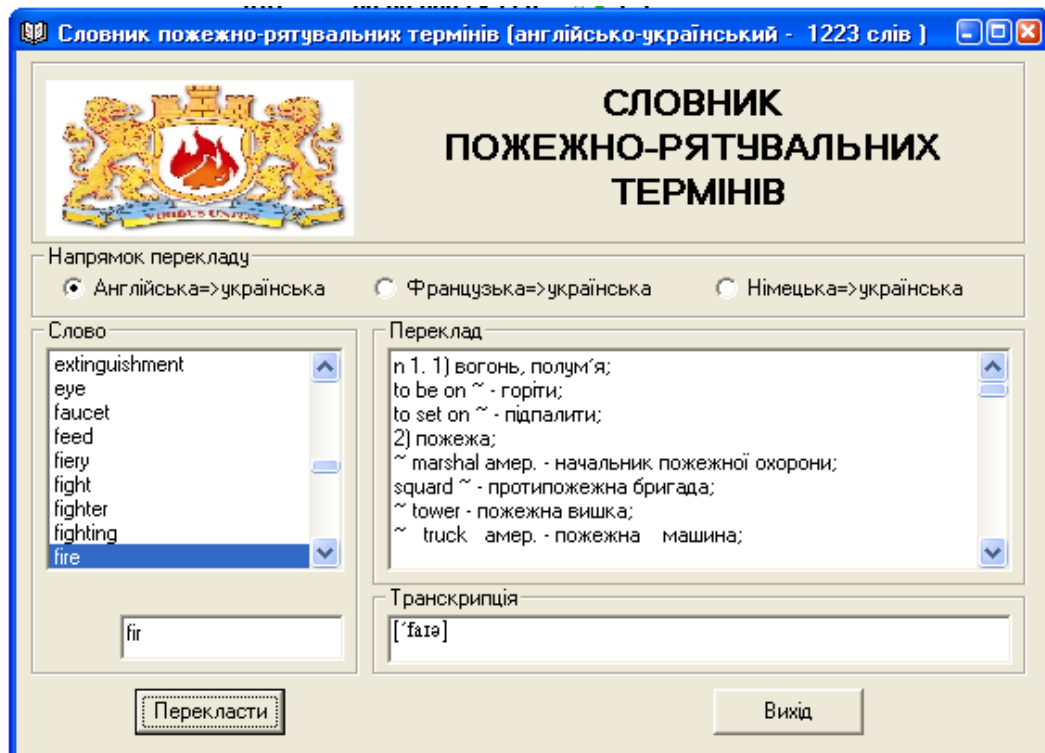 Словник пожежно-рятувальних термінів (англійсько-український - 1223 слів )
VIRIBUS UNITIS
СЛОВНИК
ПОЖЕЖНО-РЯТУВАЛЬНИХ
ТЕРМІНІВ
Напрямок перекладу
Англійська=>українська
Французька=>українська
Німецька=>українська
Слово
extinguishment
eye
faucet
feed
fiery
fight
fighter
fighting
fire
fir
Переклад
n 1. 1) вогонь, полум´я;
to be on ~ - горіти;
to set on ~ - підпалити;
2) пожежа;
~ marshal амер. - начальник пожежної охорони;
squard ~ - протипожежна бригада;
~ tower - пожежна вишка;
~ truck амер. - пожежна машина;
Транскрипція
[´faɪə]
Перекласти
Вихід